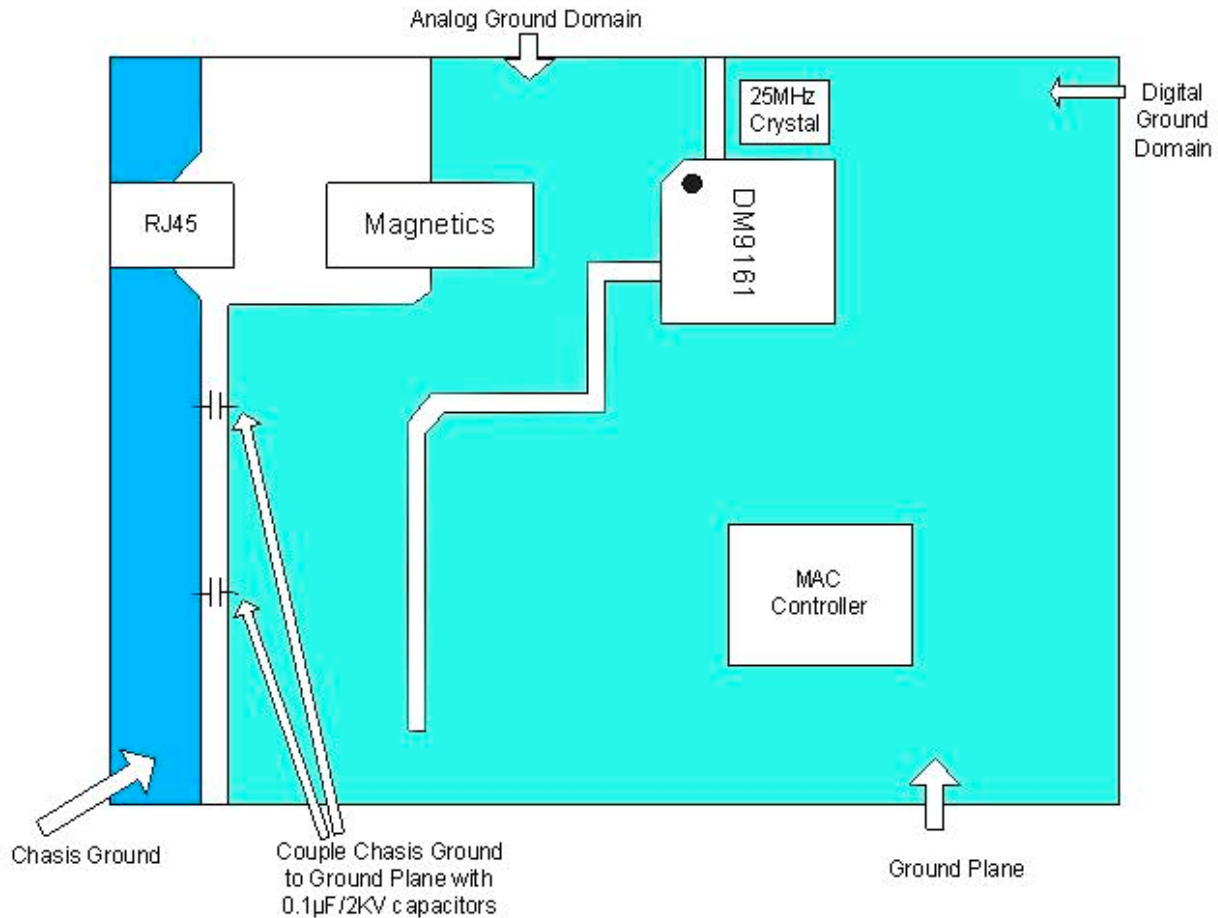 Analog Ground Domain
25MHz
Crystal
Digital
Ground
Domain
RJ45
Magnetics
DM9161
MAC
Controller
Chasis Ground
Couple Chasis Ground
to Ground Plane with
0.1µF/2KV capacitors
Ground Plane